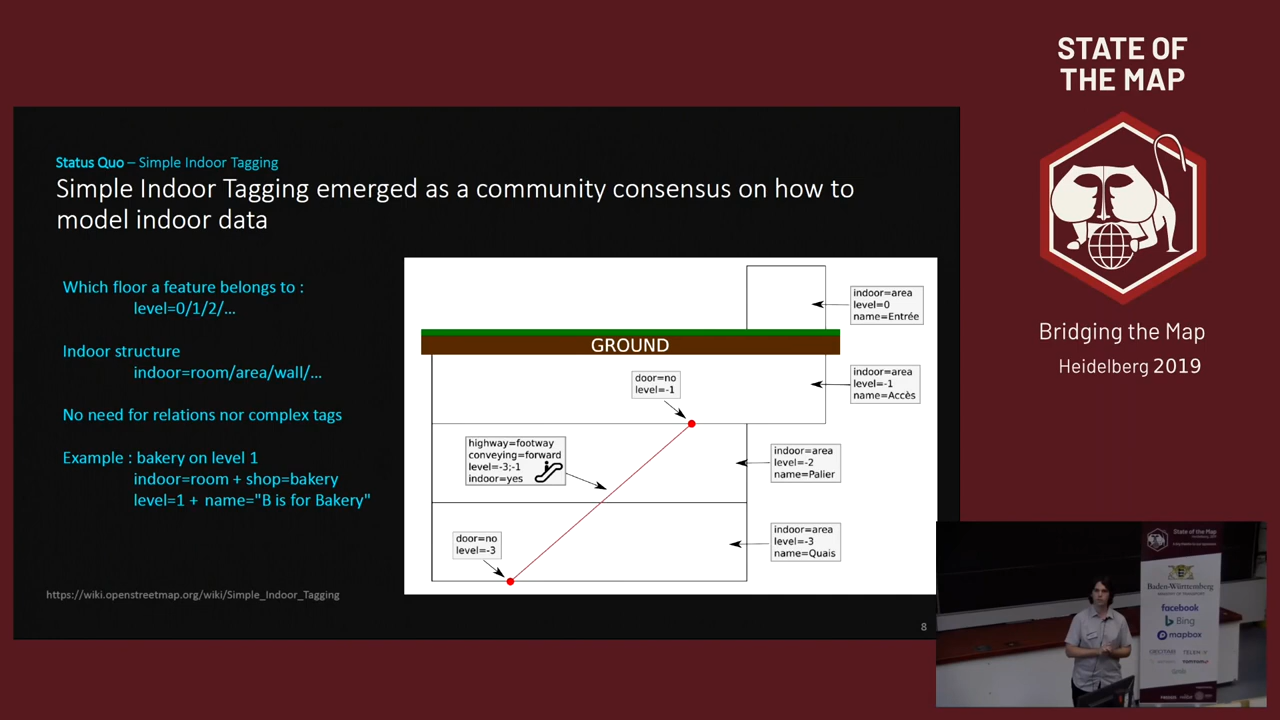 STATE OF
THE MAP
Bridging the Map
Heidelberg 2019
Status Quo – Simple Indoor Tagging
Simple Indoor Tagging emerged as a community consensus on how to
model indoor data
Which floor a feature belongs to :
level=0/1/2/...
Indoor structure
indoor=room/area/wall/...
No need for relations nor complex tags
Example : bakery on level 1
indoor=room + shop=bakery
level=1 + name="B is for Bakery"
https://wiki.openstreetmap.org/wiki/Simple_Indoor_Tagging
indoor=area
level=0
name=Entrée
GROUND
door=no
level=-1
indoor=area
level=-1
name=Accès
highway=footway
conveying=forward
level=-3;-1
indoor=yes
indoor=area
level=-2
name=Palier
door=no
level=-3
indoor=area
level=-3
name=Quais
8
State of the Map
Baden-Württemberg
facebook
Bing
mapbox